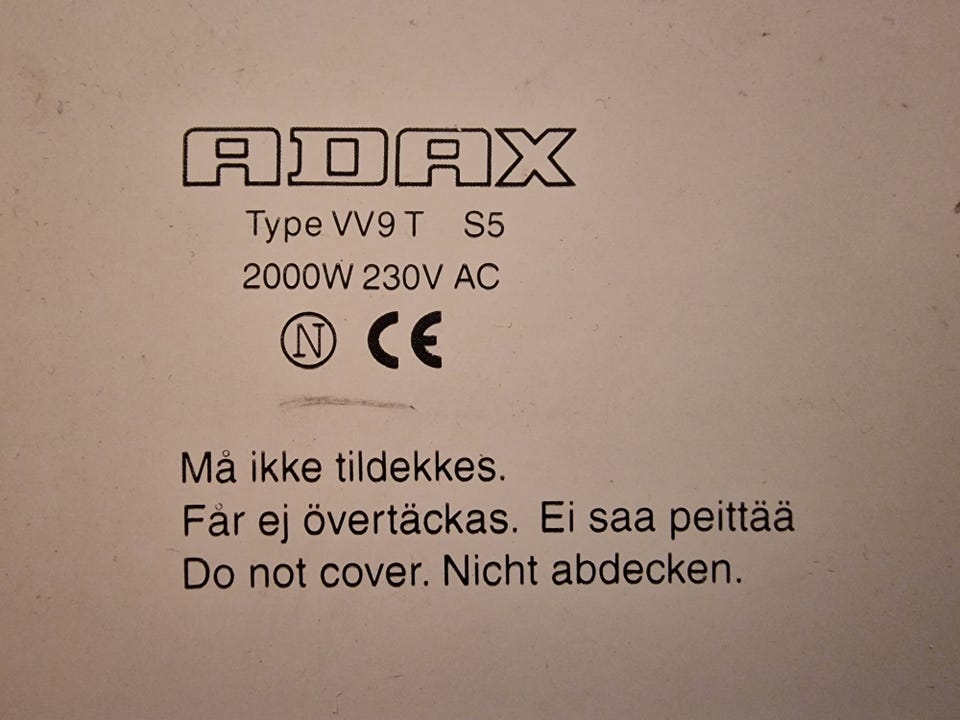 ADAX
Type VV9 T S5
2000W 230V AC
N CE
Må ikke tildekkes.
Får ej övertäckas. Ei saa peittää
Do not cover. Nicht abdecken.